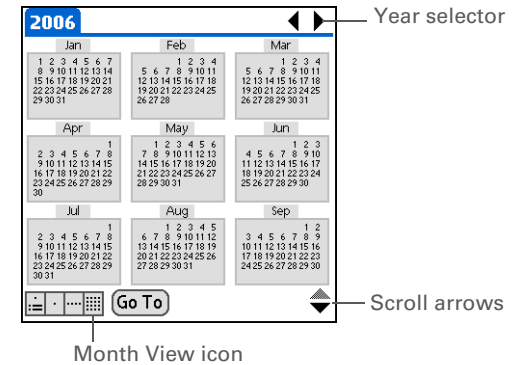 2006
Year selector
Jan Feb Mar
1 2 3 4 5 6 7 1 2 3 4 1 2 3 4
8 9 10 11 12 13 14 5 6 7 8 9 10 11 5 6 7 8 9 10 11
15 16 17 18 19 20 21 12 13 14 15 16 17 18 12 13 14 15 16 17 18
22 23 24 25 26 27 28 19 20 21 22 23 24 25 19 20 21 22 23 24 25
29 30 31 26 27 28 26 27 28 29 30 31
Apr May Jun
1 1 2 3 4 5 6 1 2 3
2 3 4 5 6 7 8 7 8 9 10 11 12 13 4 5 6 7 8 9 10
9 10 11 12 13 14 15 14 15 16 17 18 19 20 11 12 13 14 15 16 17
16 17 18 19 20 21 22 21 22 23 24 25 26 27 18 19 20 21 22 23 24
23 24 25 26 27 28 29 28 29 30 31 25 26 27 28 29 30
30
Jul Aug Sep
1 1 2 3 4 5 1 2
2 3 4 5 6 7 8 6 7 8 9 10 11 12 3 4 5 6 7 8 9
9 10 11 12 13 14 15 13 14 15 16 17 18 19 10 11 12 13 14 15 16
16 17 18 19 20 21 22 20 21 22 23 24 25 26 17 18 19 20 21 22 23
23 24 25 26 27 28 29 27 28 29 30 31 24 25 26 27 28 29 30
30 31
Go To
Scroll arrows
Month View icon